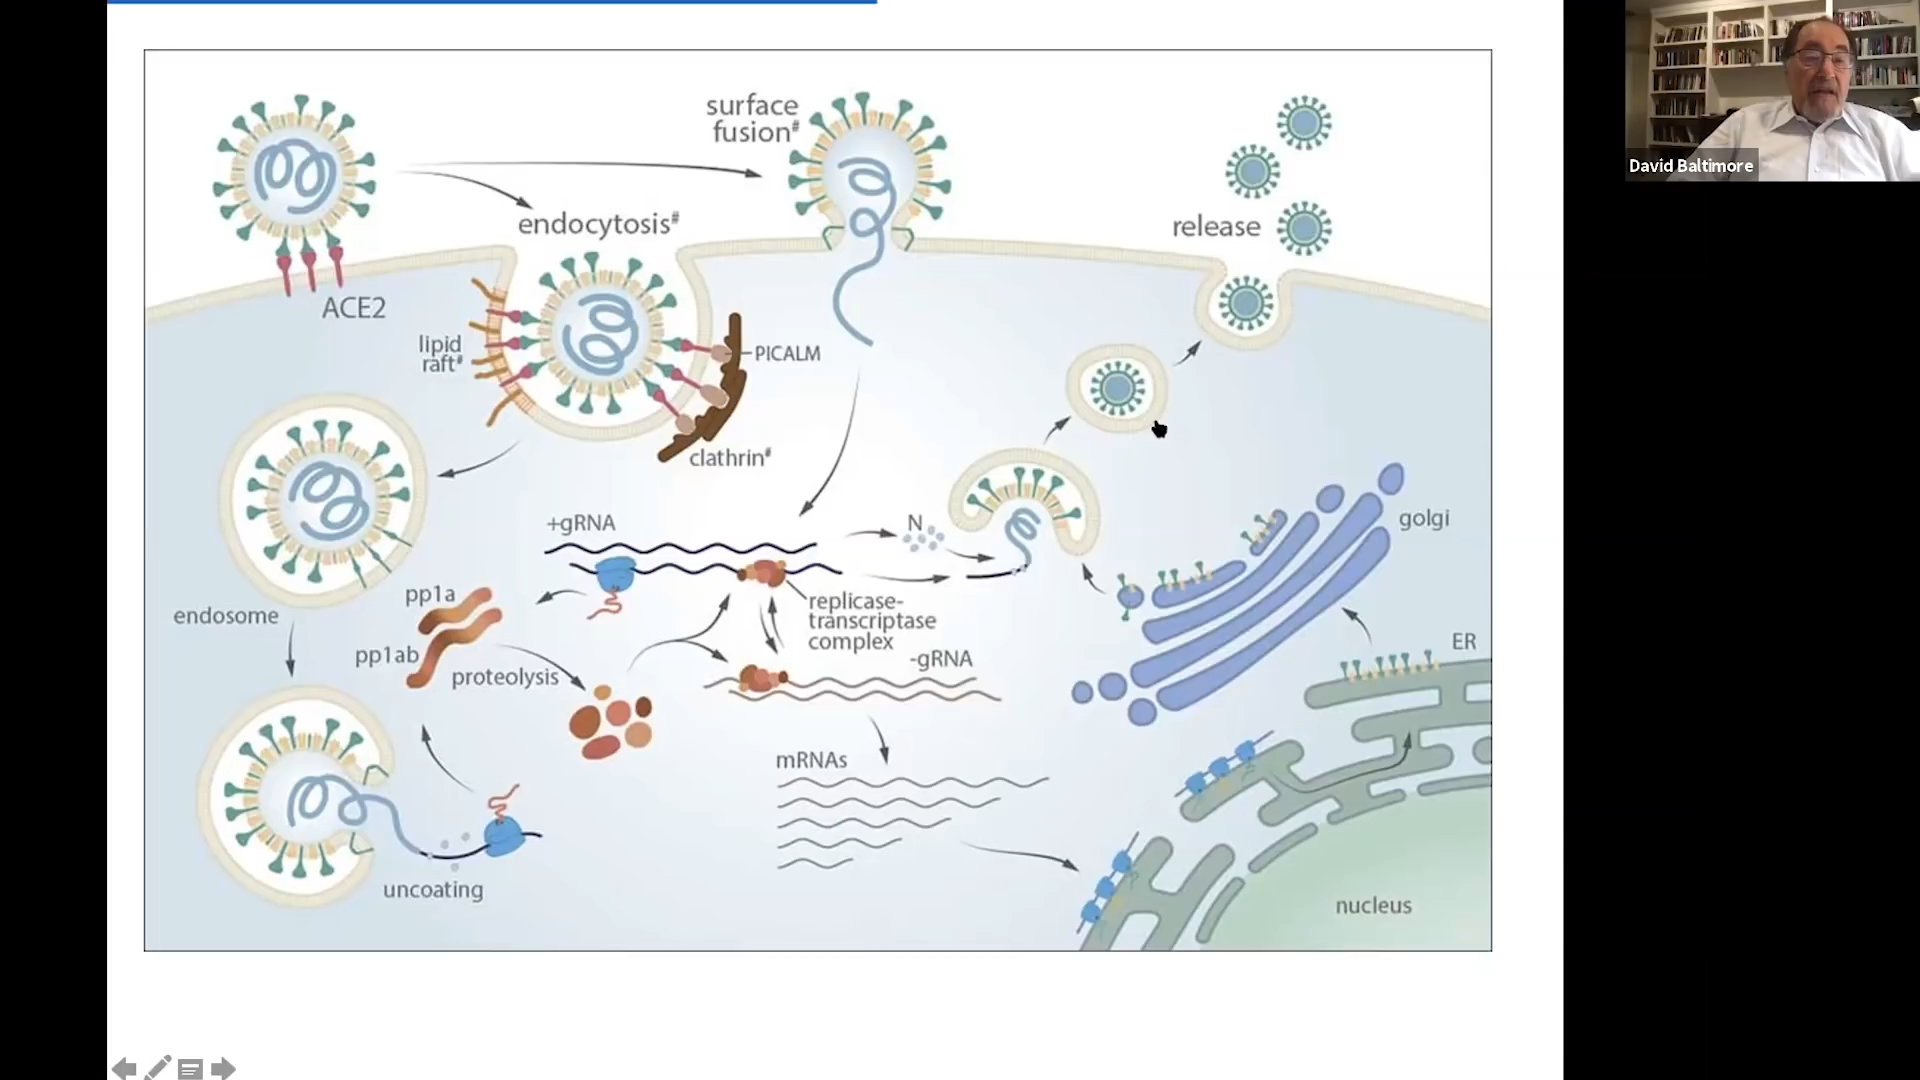 surface
fusion#
endocytosis#
release
ACE2
lipid
raft#
PICALM
clathrin#
+gRNA
N
golgi
pp1a
replicase-
transcriptase
complex
endosome
pp1ab
proteolysis
-gRNA
ER
mRNAs
uncoating
nucleus
David Baltimore